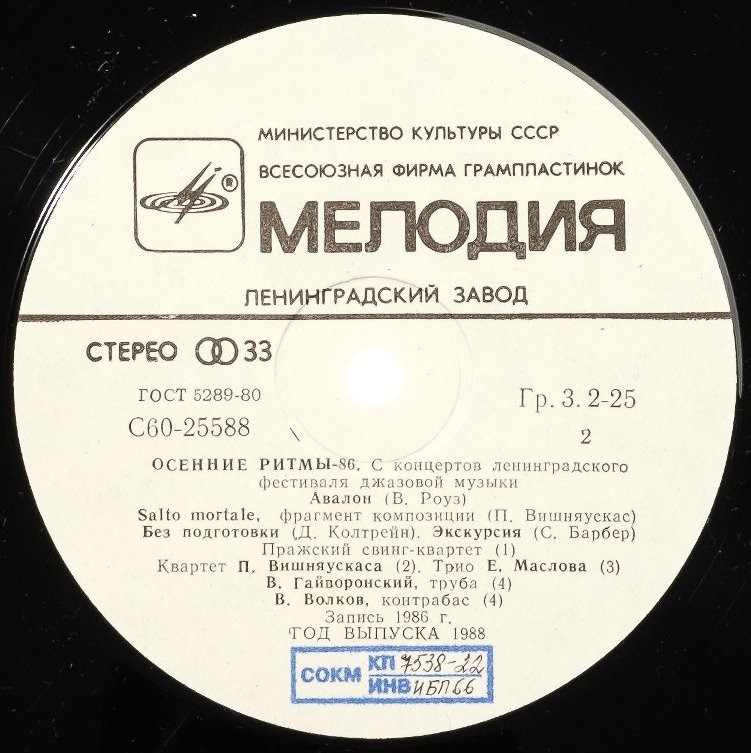 МИНИСТЕРСТВО КУЛЬТУРЫ СССР
ВСЕСОЮЗНАЯ ФИРМА ГРАМПЛАСТИНОК
®
МЕЛОДИЯ
ЛЕНИНГРАДСКИЙ ЗАВОД
СТЕРЕО 33
ГОСТ 5289-80
Гр. 3. 2-25
С60-25588
2
ОСЕННИЕ РИТМЫ-86. С концертов ленинградского
фестиваля джазовой музыки
Авалон (В. Роуз)
Salto mortale, фрагмент композиции (П. Вишняускас)
Без подготовки (Д. Колтрейн). Экскурсия (С. Барбер)
Пражский свинг-квартет (1)
Квартет П. Вишняускаса (2). Трио Е. Маслова (3)
В. Гайворонский, труба (4)
В. Волков, контрабас (4)
Запись 1986 г.
ГОД ВЫПУСКА 1988
СОКМ КП 7538-22
ИНВ ИБП66